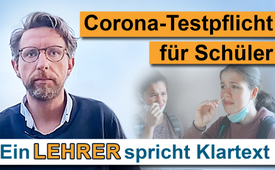 Corona-Testpflicht
für Schüler
Ein LEHRER spricht Klartext